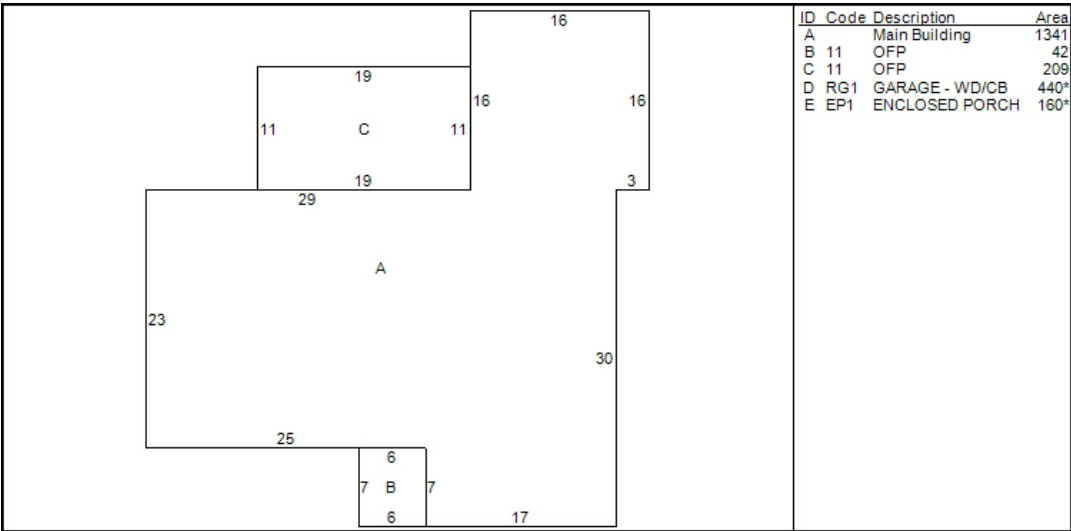 16
19
16
16
11
C
11
19
3
29
A
23
30
25
6
7
B
7
6
17
ID Code Description Area
A Main Building 1341
B 11 OFP 42
C 11 OFP 209
D RG1 GARAGE - WD/CB 440*
E EP1 ENCLOSED PORCH 160*